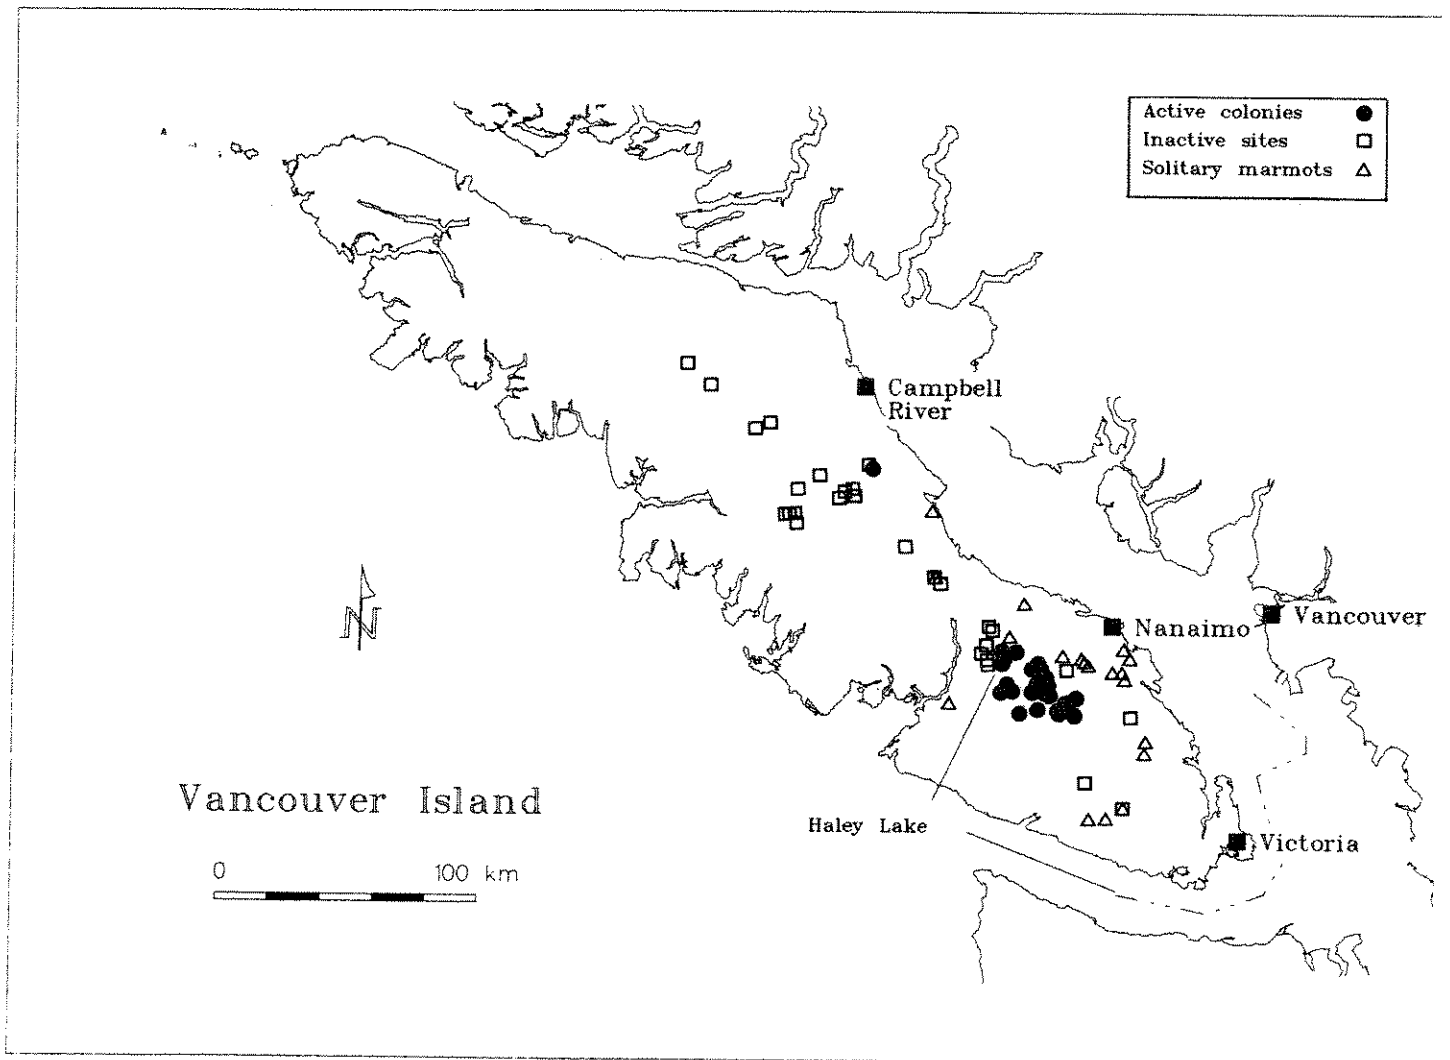 Active colonies
Inactive sites
Solitary marmots
Campbell
River
Nanaimo
Vancouver
N
Vancouver Island
Haley Lake
Victoria
0 100 km